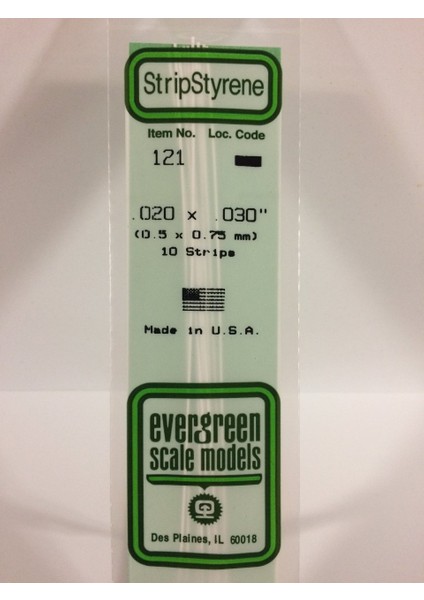 StripStyrene
Item No. Loc. Code
121
.020 x .030"
(0.5 x 0.75 mm)
10 Strips
Made in U.S.A.
evergreen
scale models
Des Plaines, IL 60018